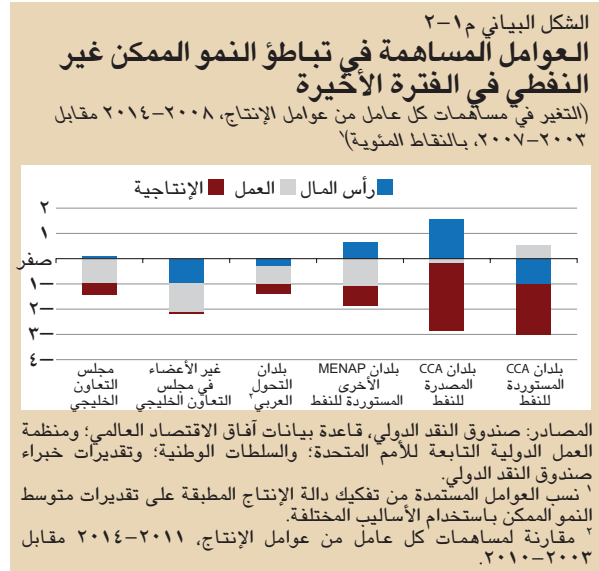 الشكل البياني م١–٢
العوامل المساهمة في تباطؤ النمو الممكن غير
النفطي في الفترة الأخيرة
(التغير في مساهمات كل عامل من عوامل الإنتاج، ٢٠٠٨–٢٠١٤ مقابل
٢٠٠٣–٢٠٠٧، بالنقاط المئوية)١
رأس المال العمل الإنتاجية
٢
١
صفر
١–
٢–
٣–
٤–
مجلس
التعاون
الخليجي
غير الأعضاء
في مجلس
التعاون الخليجي
بلدان
التحول
العربي٢
بلدان MENAP
الأخرى
المستوردة للنفط
بلدان CCA
المصدرة
للنفط
بلدان CCA
المستوردة
للنفط
المصادر: صندوق النقد الدولي، قاعدة بيانات آفاق الاقتصاد العالمي؛ ومنظمة
العمل الدولية التابعة للأمم المتحدة؛ والسلطات الوطنية؛ وتقديرات خبراء
صندوق النقد الدولي.
١ نسب العوامل المستمدة من تفكيك دالة الإنتاج المطبقة على تقديرات متوسط
النمو الممكن باستخدام الأساليب المختلفة.
٢ مقارنة لمساهمات كل عامل من عوامل الإنتاج، ٢٠١١–٢٠١٤ مقابل
٢٠٠٣–٢٠١٠.